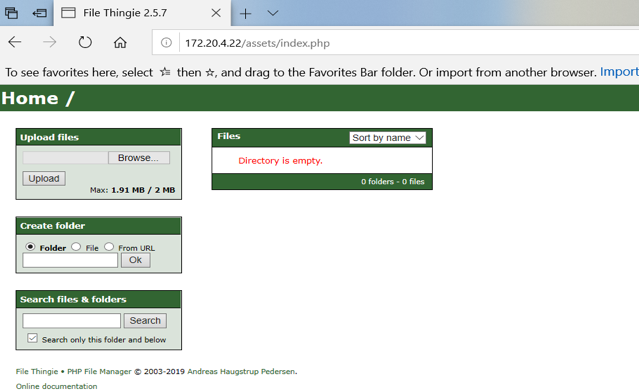 File Thingie 2.5.7
172.20.4.22/assets/index.php
To see favorites here, select then , and drag to the Favorites Bar folder. Or import from another browser. Import
Home /
Upload files
Browse...
Upload
Max: 1.91 MB / 2 MB
Create folder
Folder File From URL
Ok
Search files & folders
Search
Search only this folder and below
Files
Sort by name
Directory is empty.
0 folders - 0 files
File Thingie • PHP File Manager © 2003-2019 Andreas Haugstrup Pedersen.
Online documentation